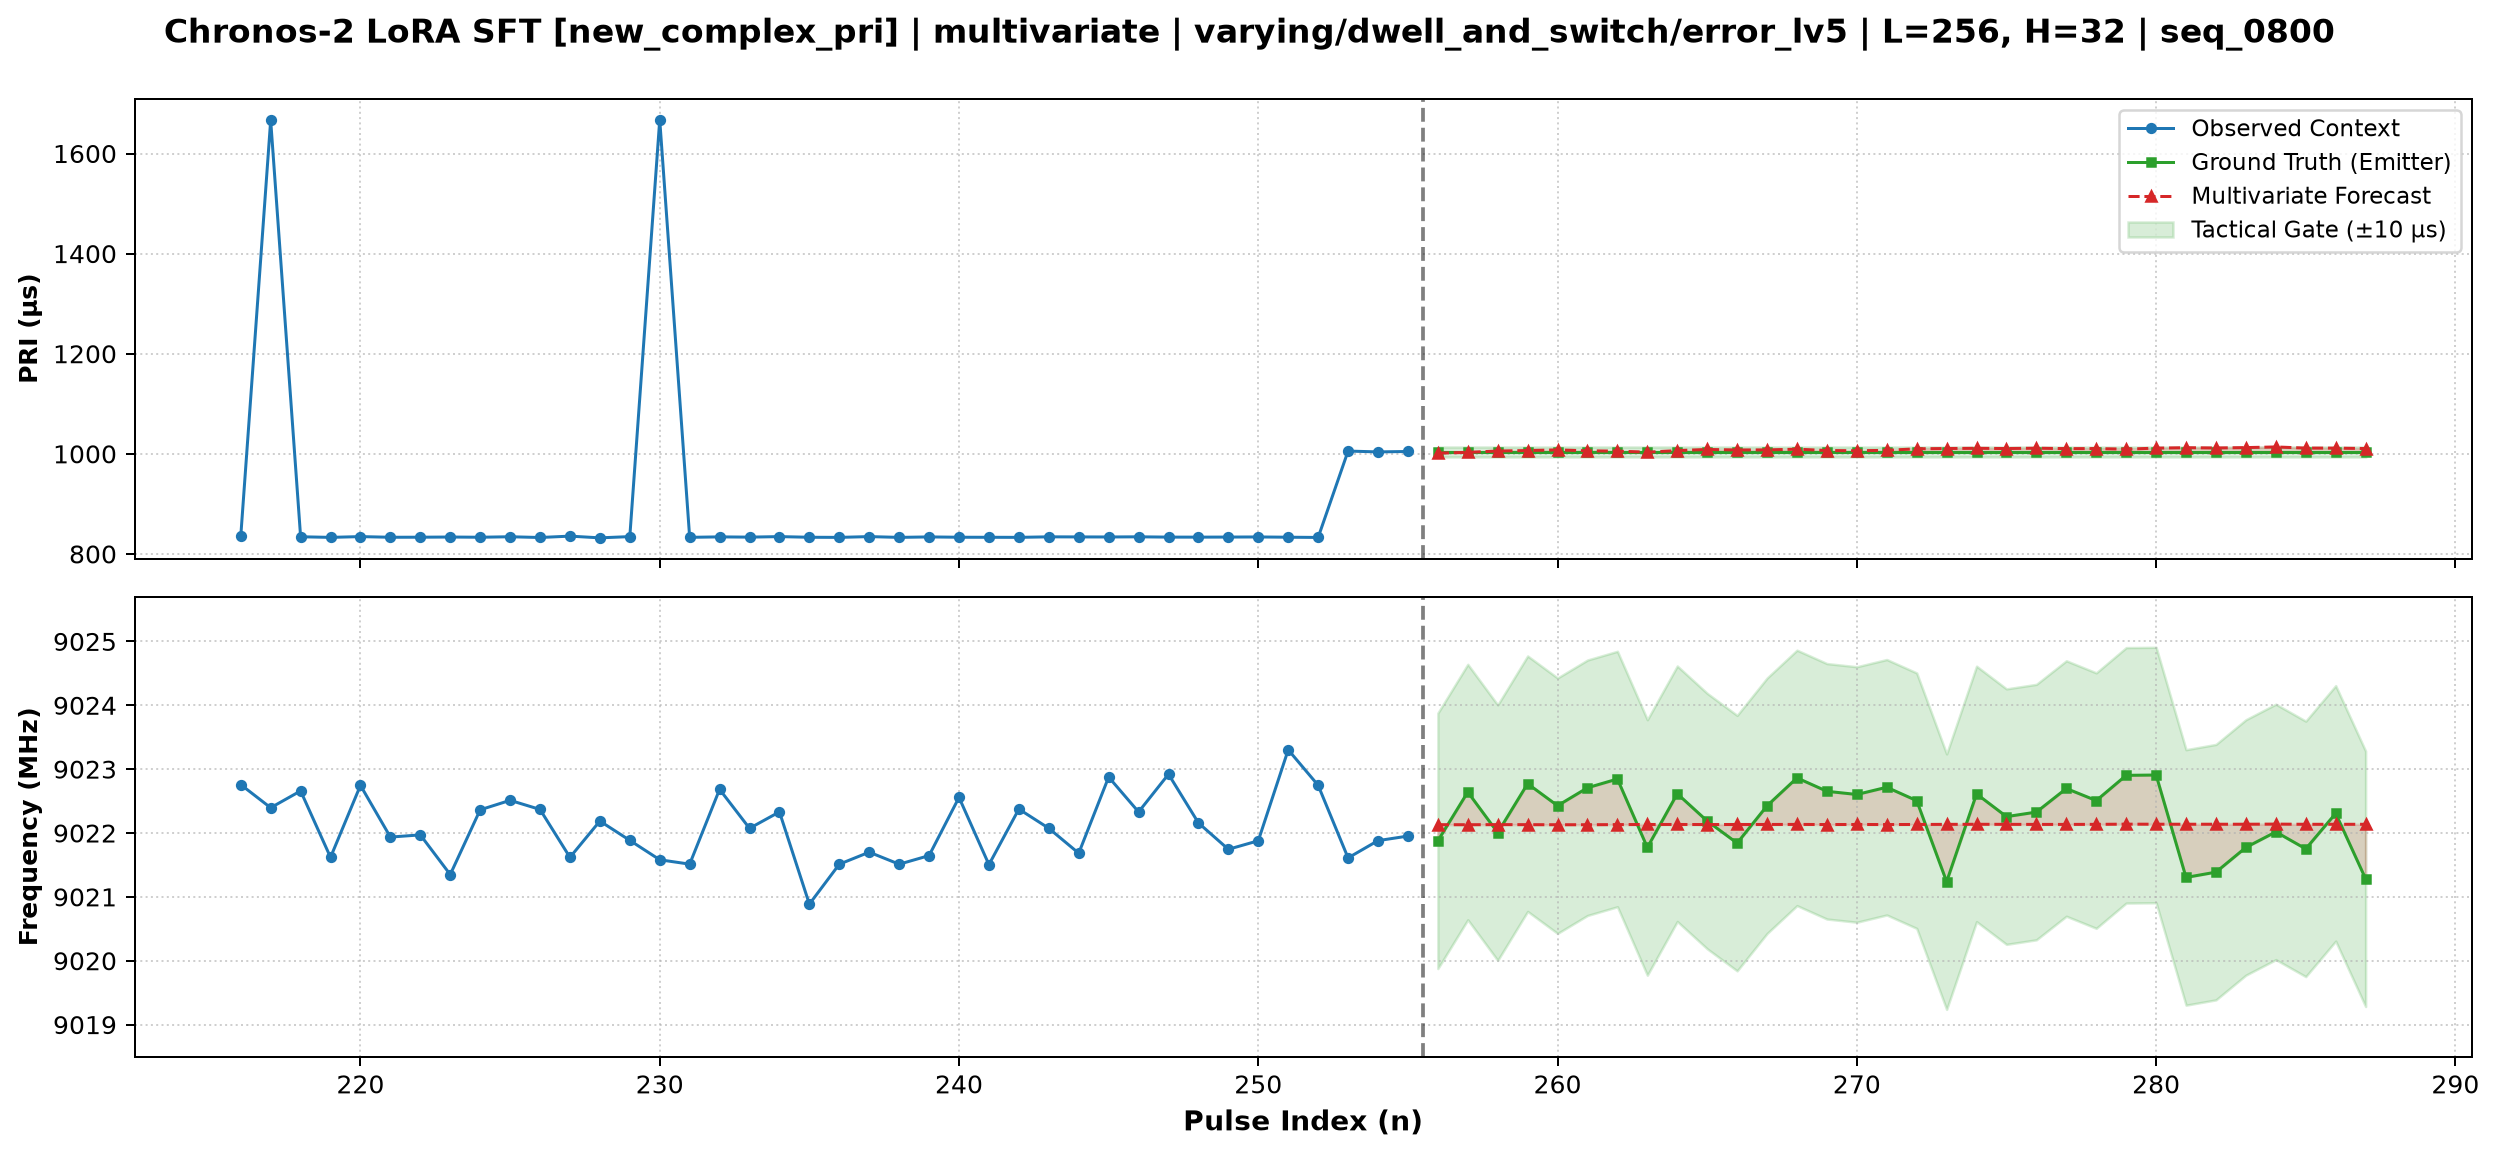 Chronos-2 LoRA SFT [new_complex_pri] | multivariate | varying/dwell_and_switch/error_lv5 | L=256, H=32 | seq_0800
PRI (µs)
1600
1400
1200
1000
800
Observed Context
Ground Truth (Emitter)
Multivariate Forecast
Tactical Gate (±10 µs)
Frequency (MHz)
9025
9024
9023
9022
9021
9020
9019
220 230 240 250 260 270 280 290
Pulse Index (n)